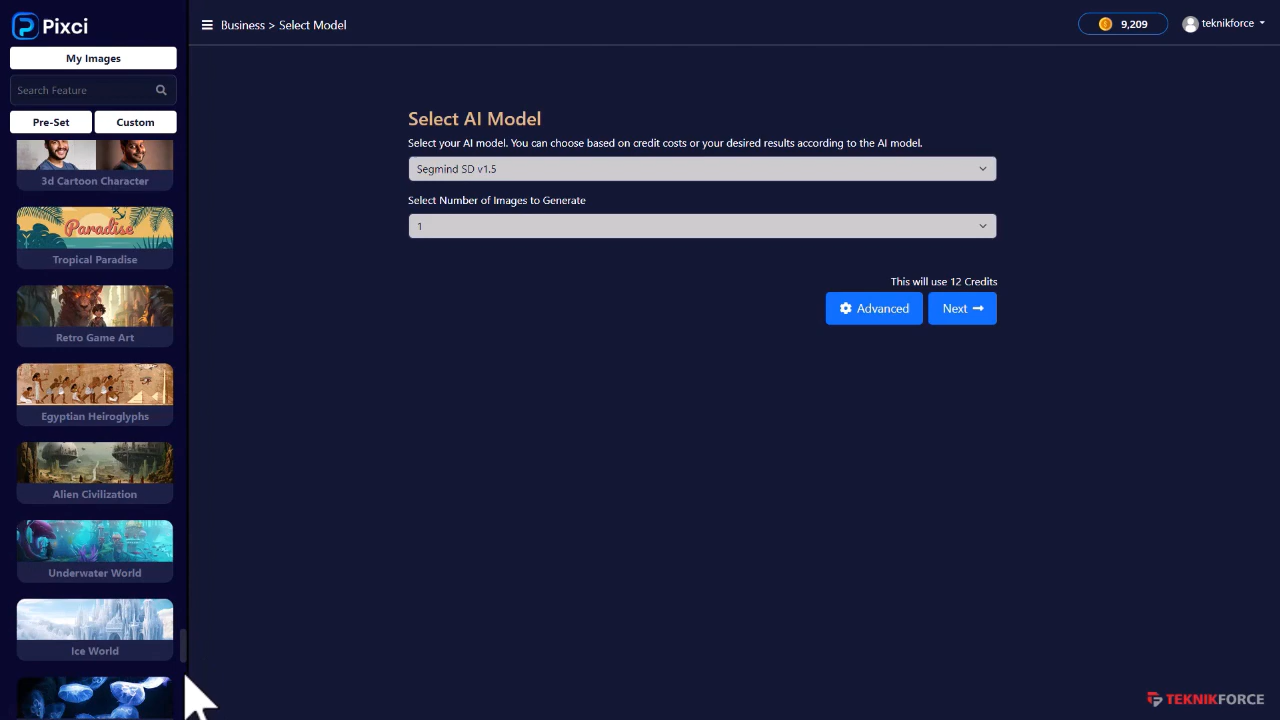 Pixci
My Images
Search Feature
Pre-Set
Custom
3d Cartoon Character
Paradise
Tropical Paradise
Retro Game Art
Egyptian Heiroglyphs
Alien Civilization
Underwater World
Ice World
Business > Select Model
9,209
teknikforce
Select AI Model
Select your AI model. You can choose based on credit costs or your desired results according to the AI model.
Segmind SD v1.5
Select Number of Images to Generate
1
This will use 12 Credits
Advanced
Next
TEKNIKFORCE